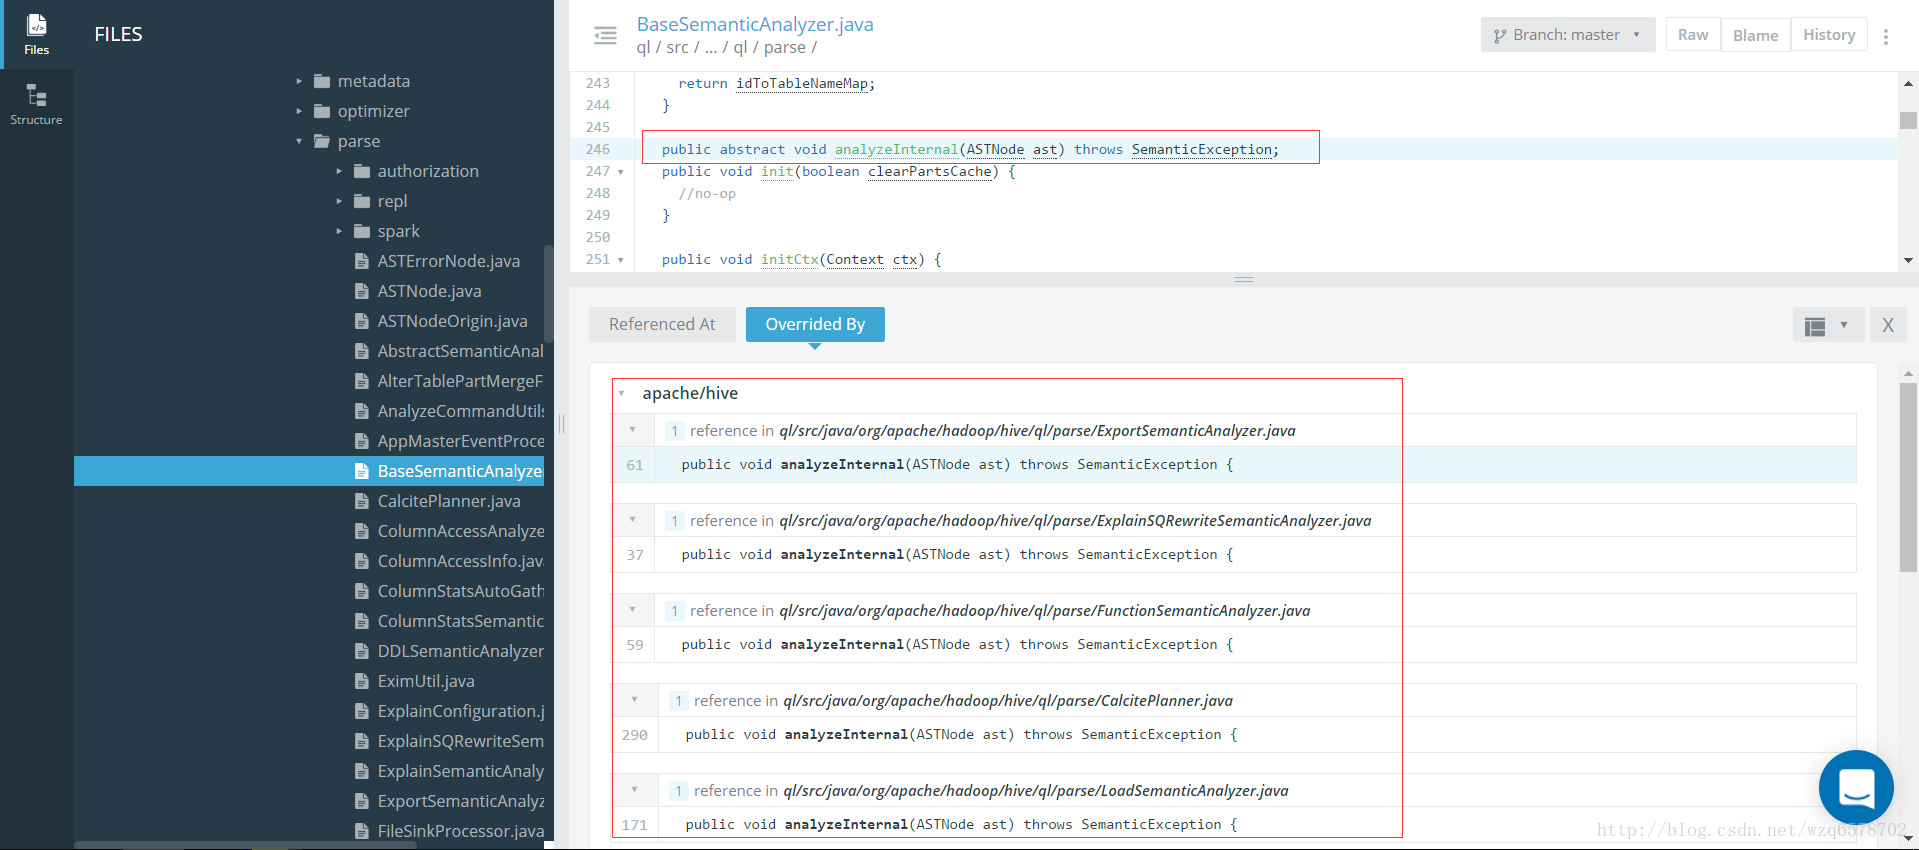 Files
Structure
FILES
metadata
optimizer
parse
authorization
repl
spark
ASTErrorNode.java
ASTNode.java
ASTNodeOrigin.java
AbstractSemanticAnal
AlterTablePartMergeF
AnalyzeCommandUtils
AppMasterEventProce
BaseSemanticAnalyze
CalcitePlanner.java
ColumnAccessAnalyze
ColumnAccessInfo.jav
ColumnStatsAutoGath
ColumnStatsSemantic
DDLSemanticAnalyzer
EximUtil.java
ExplainConfiguration.j
ExplainSQRewriteSem
ExplainSemanticAnaly
ExportSemanticAnalyz
FileSinkProcessor.java
BaseSemanticAnalyzer.java
ql / src / ... / ql / parse /
Branch: master
Raw
Blame
History
243 return idToTableNameMap;
244 }
245
246 public abstract void analyzeInternal(ASTNode ast) throws SemanticException;
247 public void init(boolean clearPartsCache) {
248 //no-op
249 }
250
251 public void initCtx(Context ctx) {
Referenced At
Overrided By
X
apache/hive
1 reference in ql/src/java/org/apache/hadoop/hive/ql/parse/ExportSemanticAnalyzer.java
61 public void analyzeInternal(ASTNode ast) throws SemanticException {
1 reference in ql/src/java/org/apache/hadoop/hive/ql/parse/ExplainSQRewriteSemanticAnalyzer.java
37 public void analyzeInternal(ASTNode ast) throws SemanticException {
1 reference in ql/src/java/org/apache/hadoop/hive/ql/parse/FunctionSemanticAnalyzer.java
59 public void analyzeInternal(ASTNode ast) throws SemanticException {
1 reference in ql/src/java/org/apache/hadoop/hive/ql/parse/CalcitePlanner.java
290 public void analyzeInternal(ASTNode ast) throws SemanticException {
1 reference in ql/src/java/org/apache/hadoop/hive/ql/parse/LoadSemanticAnalyzer.java
171 public void analyzeInternal(ASTNode ast) throws SemanticException {
http://blog.csdn.net/wzq6578702